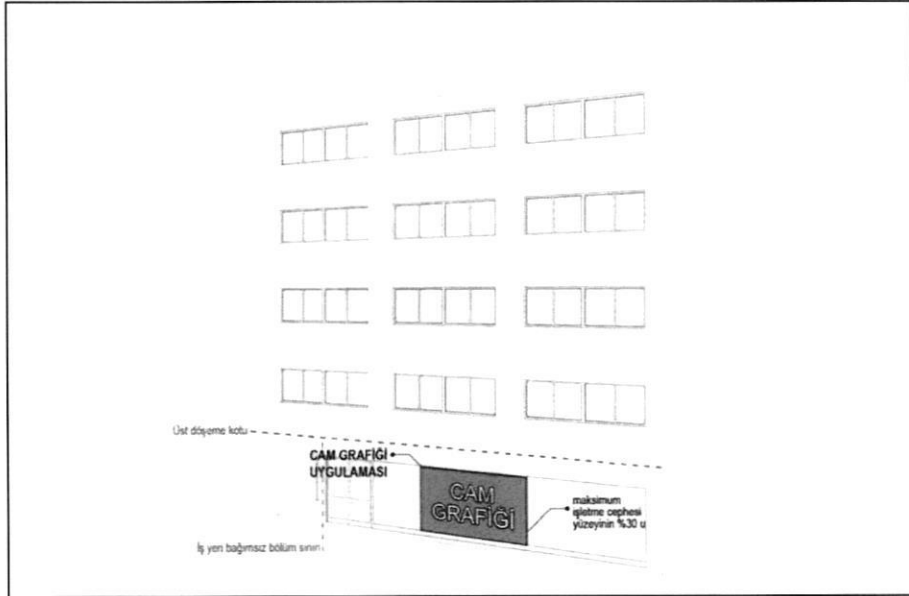 Üst döşeme kotu
CAM GRAFİĞİ
UYGULAMASI
CAM
GRAFİĞİ
maksimum
işletme cephesi
yüzeyinin %30 u
İş yeri bağımsız bölüm sınırı